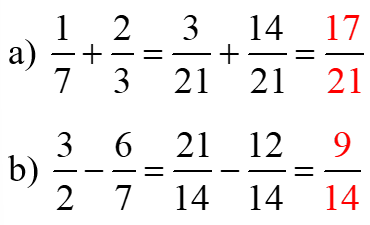 a) 1/7 + 2/3 = 3/21 + 14/21 = 17/21
b) 3/2 − 6/7 = 21/14 − 12/14 = 9/14